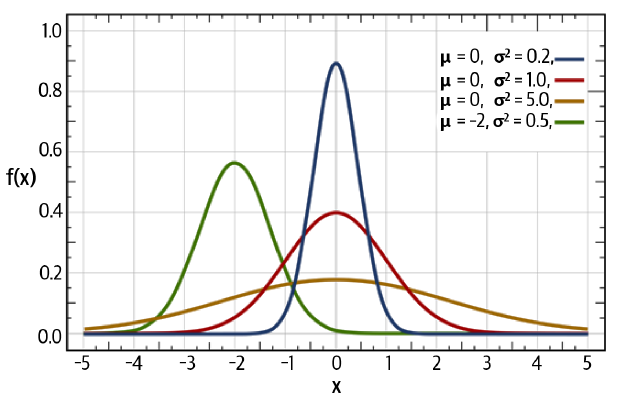 1.0
μ = 0, σ² = 0.2,
μ = 0, σ² = 1.0,
0.8
μ = 0, σ² = 5.0,
μ = -2, σ² = 0.5,
0.6
f(x)
0.4
0.2
0.0
-5 -4 -3 -2 -1 0 1 2 3 4 5
x